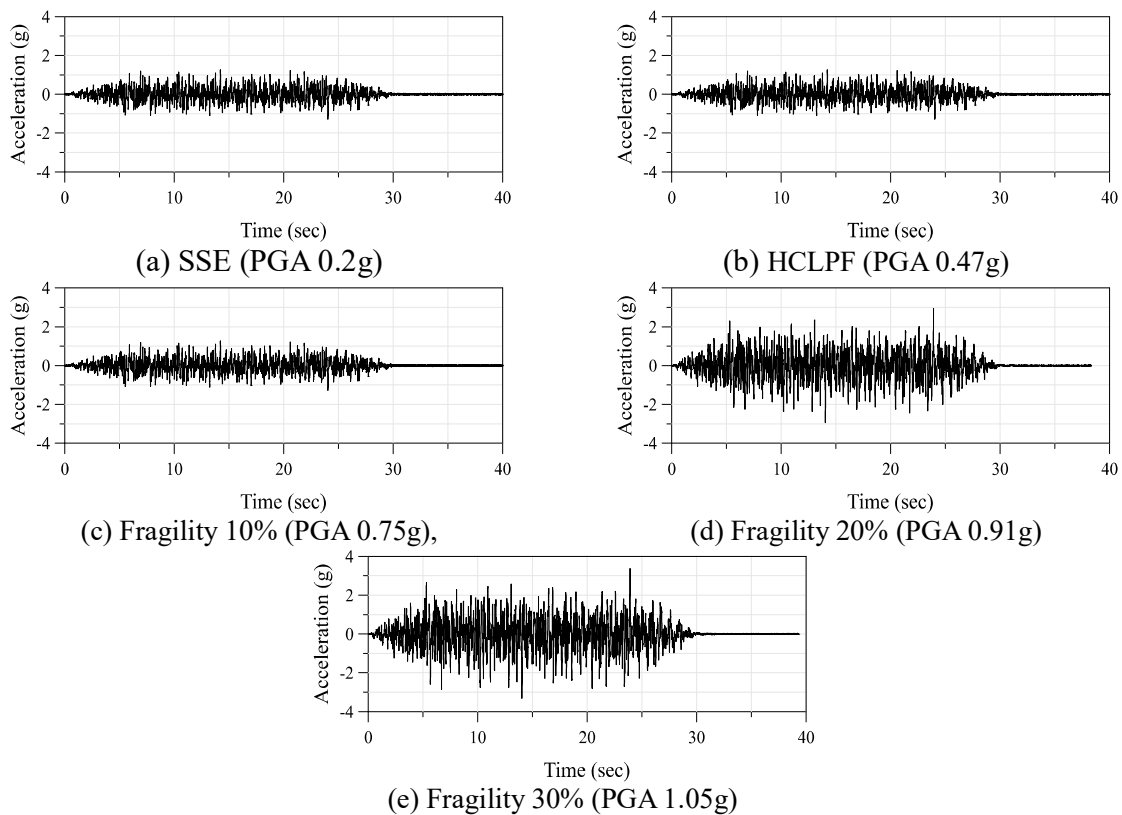 4
2
0
-2
-4
Acceleration (g)
0 10 20 30 40
Time (sec)
(a) SSE (PGA 0.2g)
4
2
0
-2
-4
Acceleration (g)
0 10 20 30 40
Time (sec)
(b) HCLPF (PGA 0.47g)
4
2
0
-2
-4
Acceleration (g)
0 10 20 30 40
Time (sec)
(c) Fragility 10% (PGA 0.75g),
4
2
0
-2
-4
Acceleration (g)
0 10 20 30 40
Time (sec)
(d) Fragility 20% (PGA 0.91g)
4
2
0
-2
-4
Acceleration (g)
0 10 20 30 40
Time (sec)
(e) Fragility 30% (PGA 1.05g)